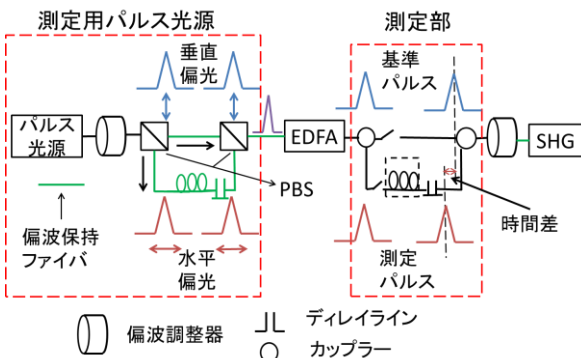 測定用パルス光源
測定部
垂直
偏光
基準
パルス
パルス
光源
EDFA
SHG
PBS
偏波保持
ファイバ
水平
偏光
測定
パルス
時間差
偏波調整器
ディレイライン
カップラー